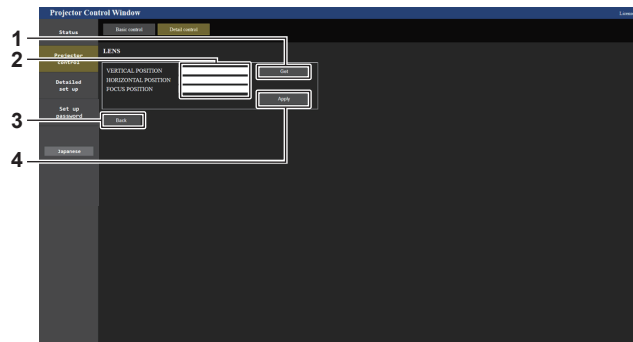 Projector Control Window
License
Status
Basic control
Detail control
1
2
Projector
control
LENS
VERTICAL POSITION
HORIZONTAL POSITION
FOCUS POSITION
Get
Detailed
set up
Apply
Set up
password
3
Back
Japanese
4